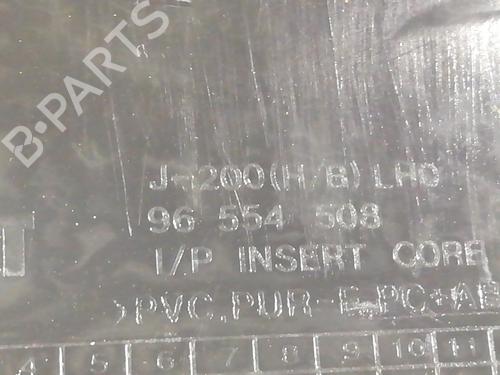 B-PARTS
J-200(H/B) LHD
96 554 508
I/P INSERT CORE
>PVC,PUR-E,PC+AB
4 5 6 7 8 9 10 11